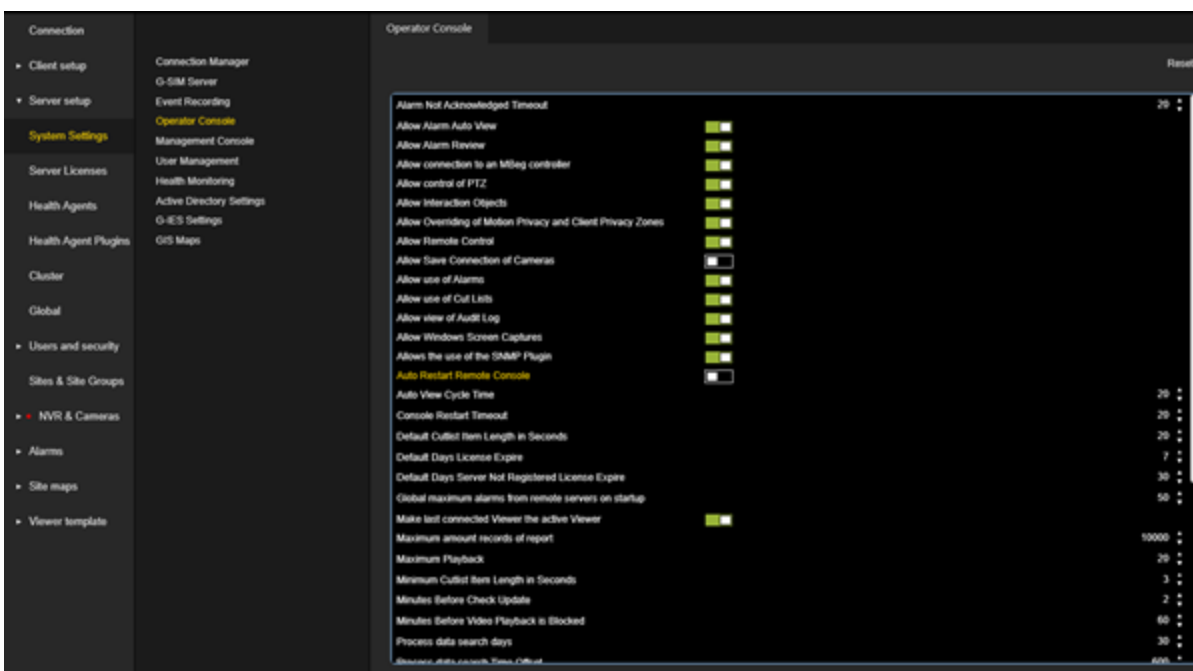 Connection
Client setup
Server setup
System Settings
Server Licenses
Health Agents
Health Agent Plugins
Cluster
Global
Users and security
Sites & Site Groups
NVR & Cameras
Alarms
Site maps
Viewer template
Connection Manager
G-SIM Server
Event Recording
Operator Console
Management Console
User Management
Health Monitoring
Active Directory Settings
G-IES Settings
GIS Maps
Operator Console
Reset
Alarm Not Acknowledged Timeout 20
Allow Alarm Auto View
Allow Alarm Review
Allow connection to an MBeg controller
Allow control of PTZ
Allow Interaction Objects
Allow Overriding of Motion Privacy and Client Privacy Zones
Allow Remote Control
Allow Save Connection of Cameras
Allow use of Alarms
Allow use of Cut Lists
Allow view of Audit Log
Allow Windows Screen Captures
Allows the use of the SNMP Plugin
Auto Restart Remote Console
Auto View Cycle Time 20
Console Restart Timeout 20
Default Cutlist Item Length in Seconds 20
Default Days License Expire 7
Default Days Server Not Registered License Expire 30
Global maximum alarms from remote servers on startup 50
Make last connected Viewer the active Viewer
Maximum amount records of report 10000
Maximum Playback 20
Minimum Cutlist Item Length in Seconds 3
Minutes Before Check Update 2
Minutes Before Video Playback is Blocked 60
Process data search days 30
Process data search Time Offset 600